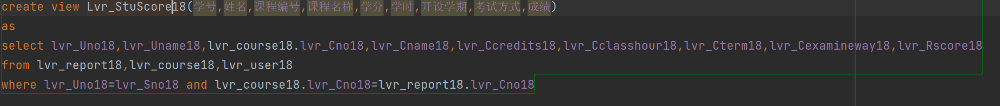 create view Lvr_StuScore18(学号,姓名,课程编号,课程名称,学分,学时,开设学期,考试方式,成绩)
as
select lvr_Uno18,lvr_Uname18,lvr_course18.lvr_Cno18,lvr_Cname18,lvr_Ccredits18,lvr_Cclasshour18,lvr_Cterm18,lvr_Cexamineway18,lvr_Rscore18
from lvr_report18,lvr_course18,lvr_user18
where lvr_Uno18=lvr_Sno18 and lvr_course18.lvr_Cno18=lvr_report18.lvr_Cno18